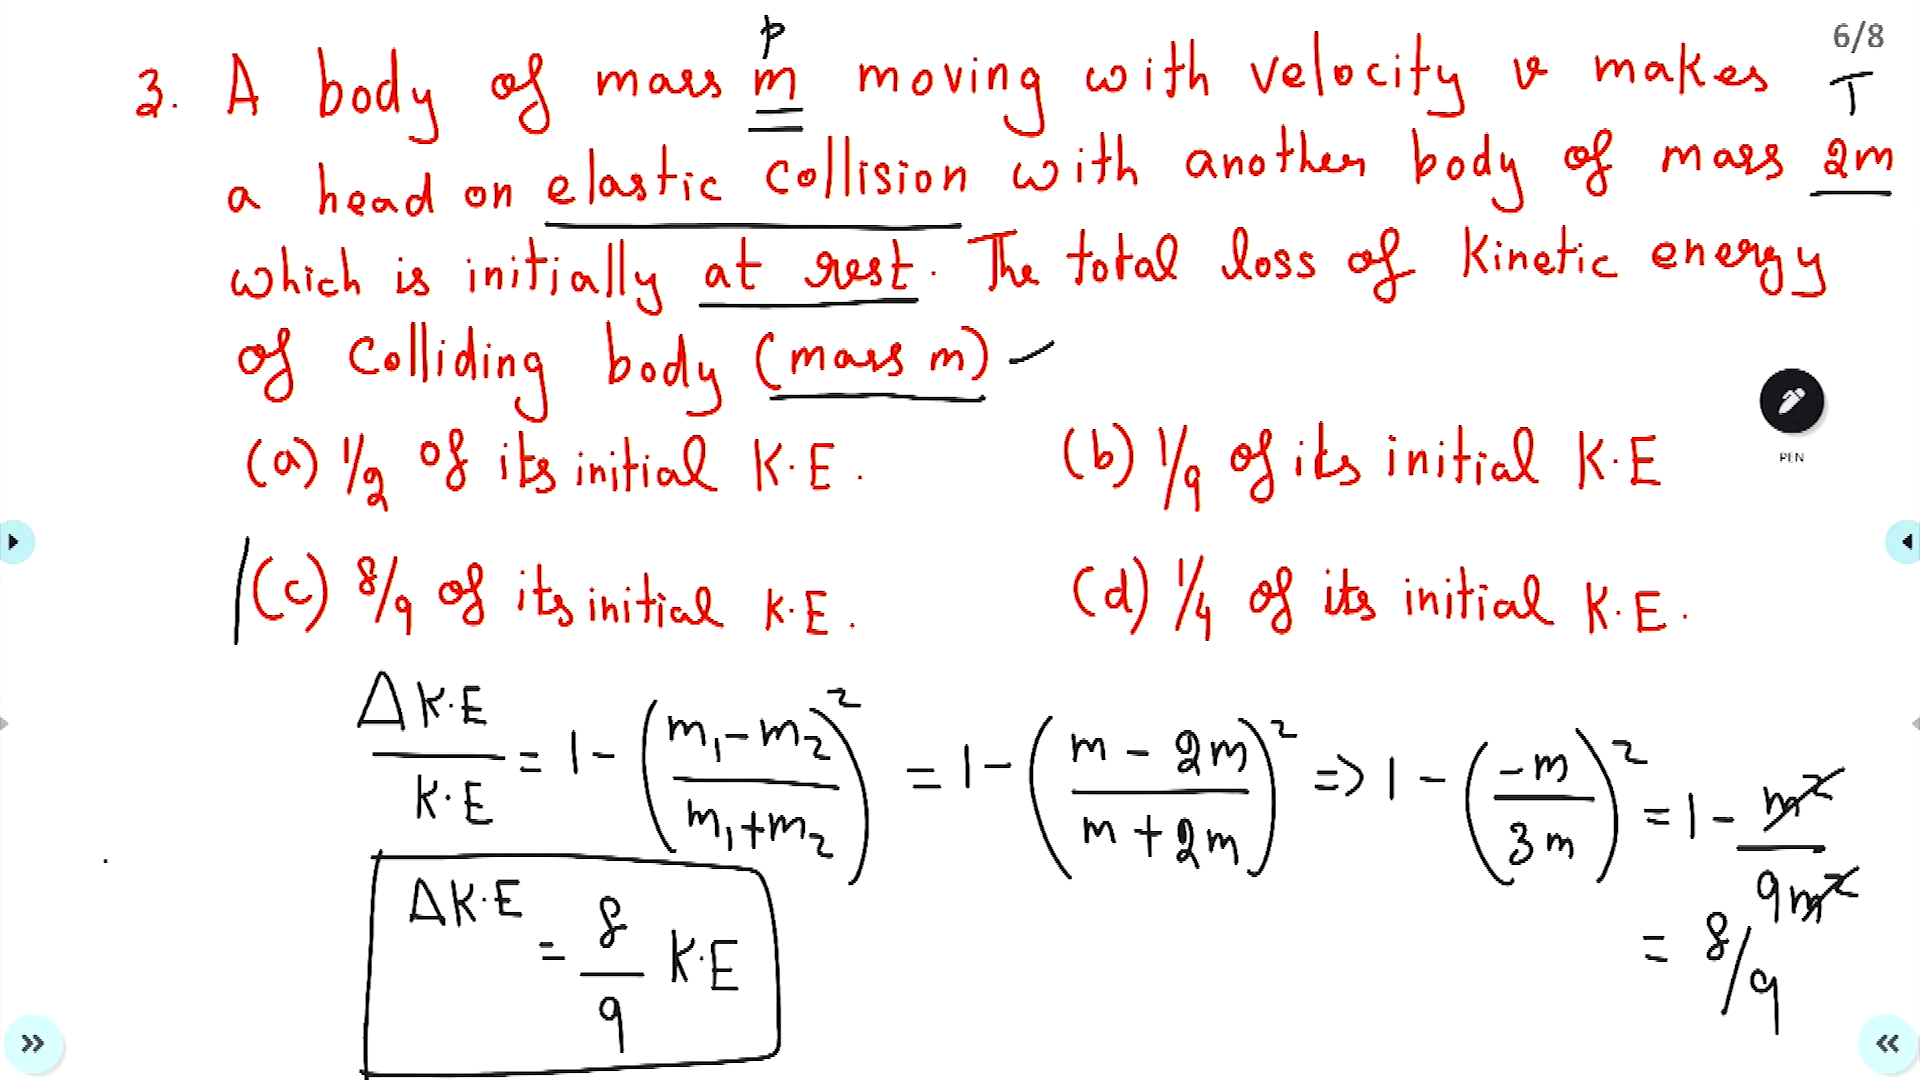 6/8
p
3. A body of mass m moving with velocity v makes
T
a head on elastic collision with another body of mass 2m
which is initially at rest. The total loss of Kinetic energy
of Colliding body (mass m)
PEN
(a) 1/2 of its initial K.E. (b) 1/9 of its initial K.E
(c) 8/9 of its initial K.E. (d) 1/4 of its initial K.E.
ΔK.E/K.E = 1 - ((m₁-m₂)/(m₁+m₂))² = 1 - ((m - 2m)/(m + 2m))² => 1 - (-m/3m)² = 1 - m²/9m²
ΔK.E = 8/9 K.E
= 8/9